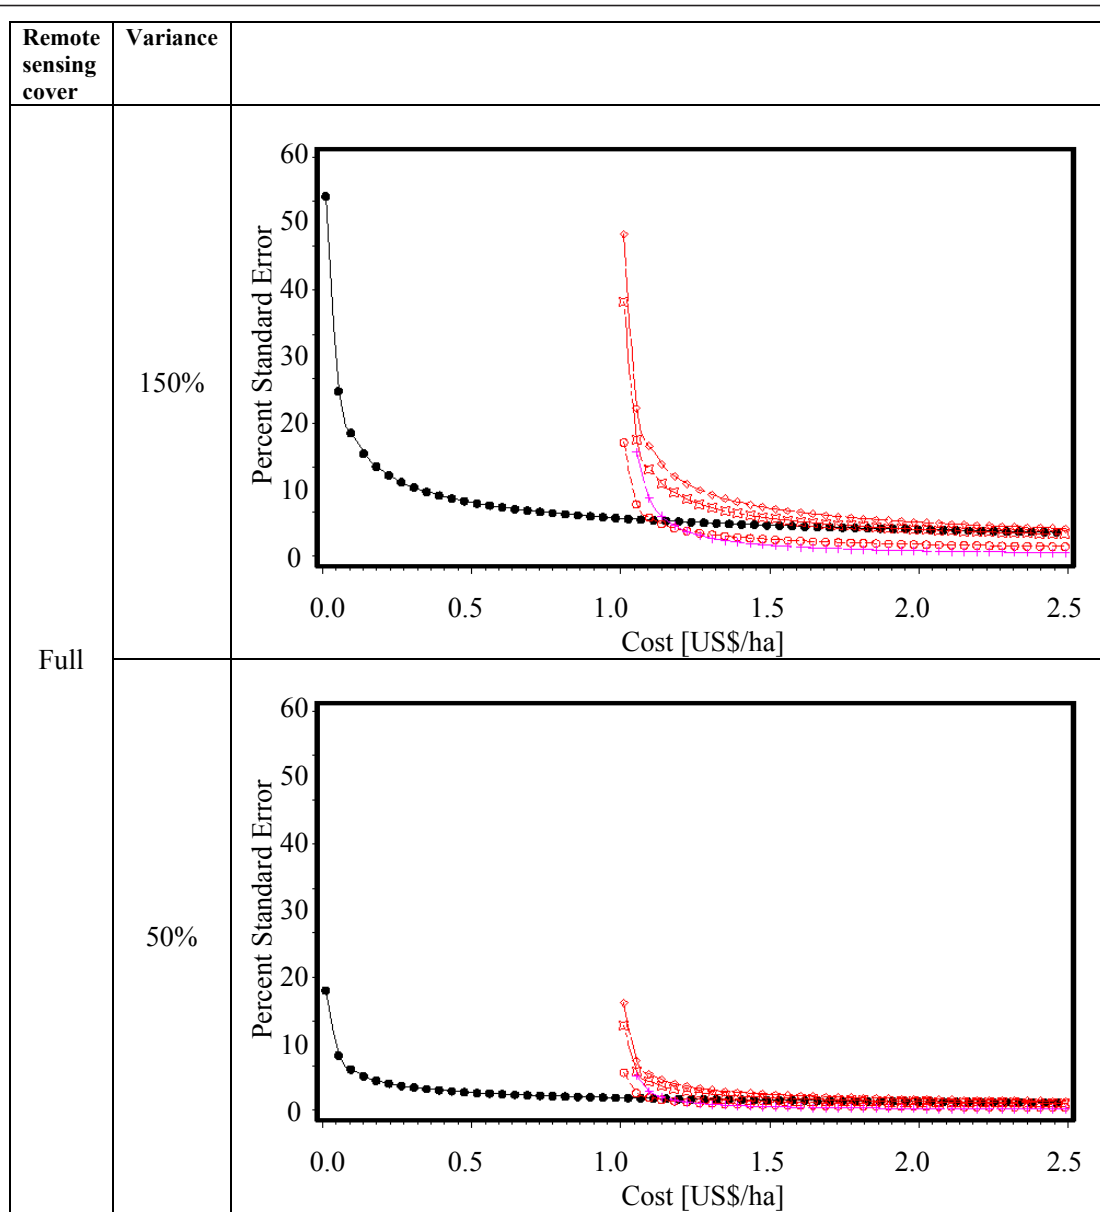 Remote sensing cover
Variance
Full
150%
Percent Standard Error
60
50
40
30
20
10
0
0.0 0.5 1.0 1.5 2.0 2.5
Cost [US$/ha]
50%
Percent Standard Error
60
50
40
30
20
10
0
0.0 0.5 1.0 1.5 2.0 2.5
Cost [US$/ha]